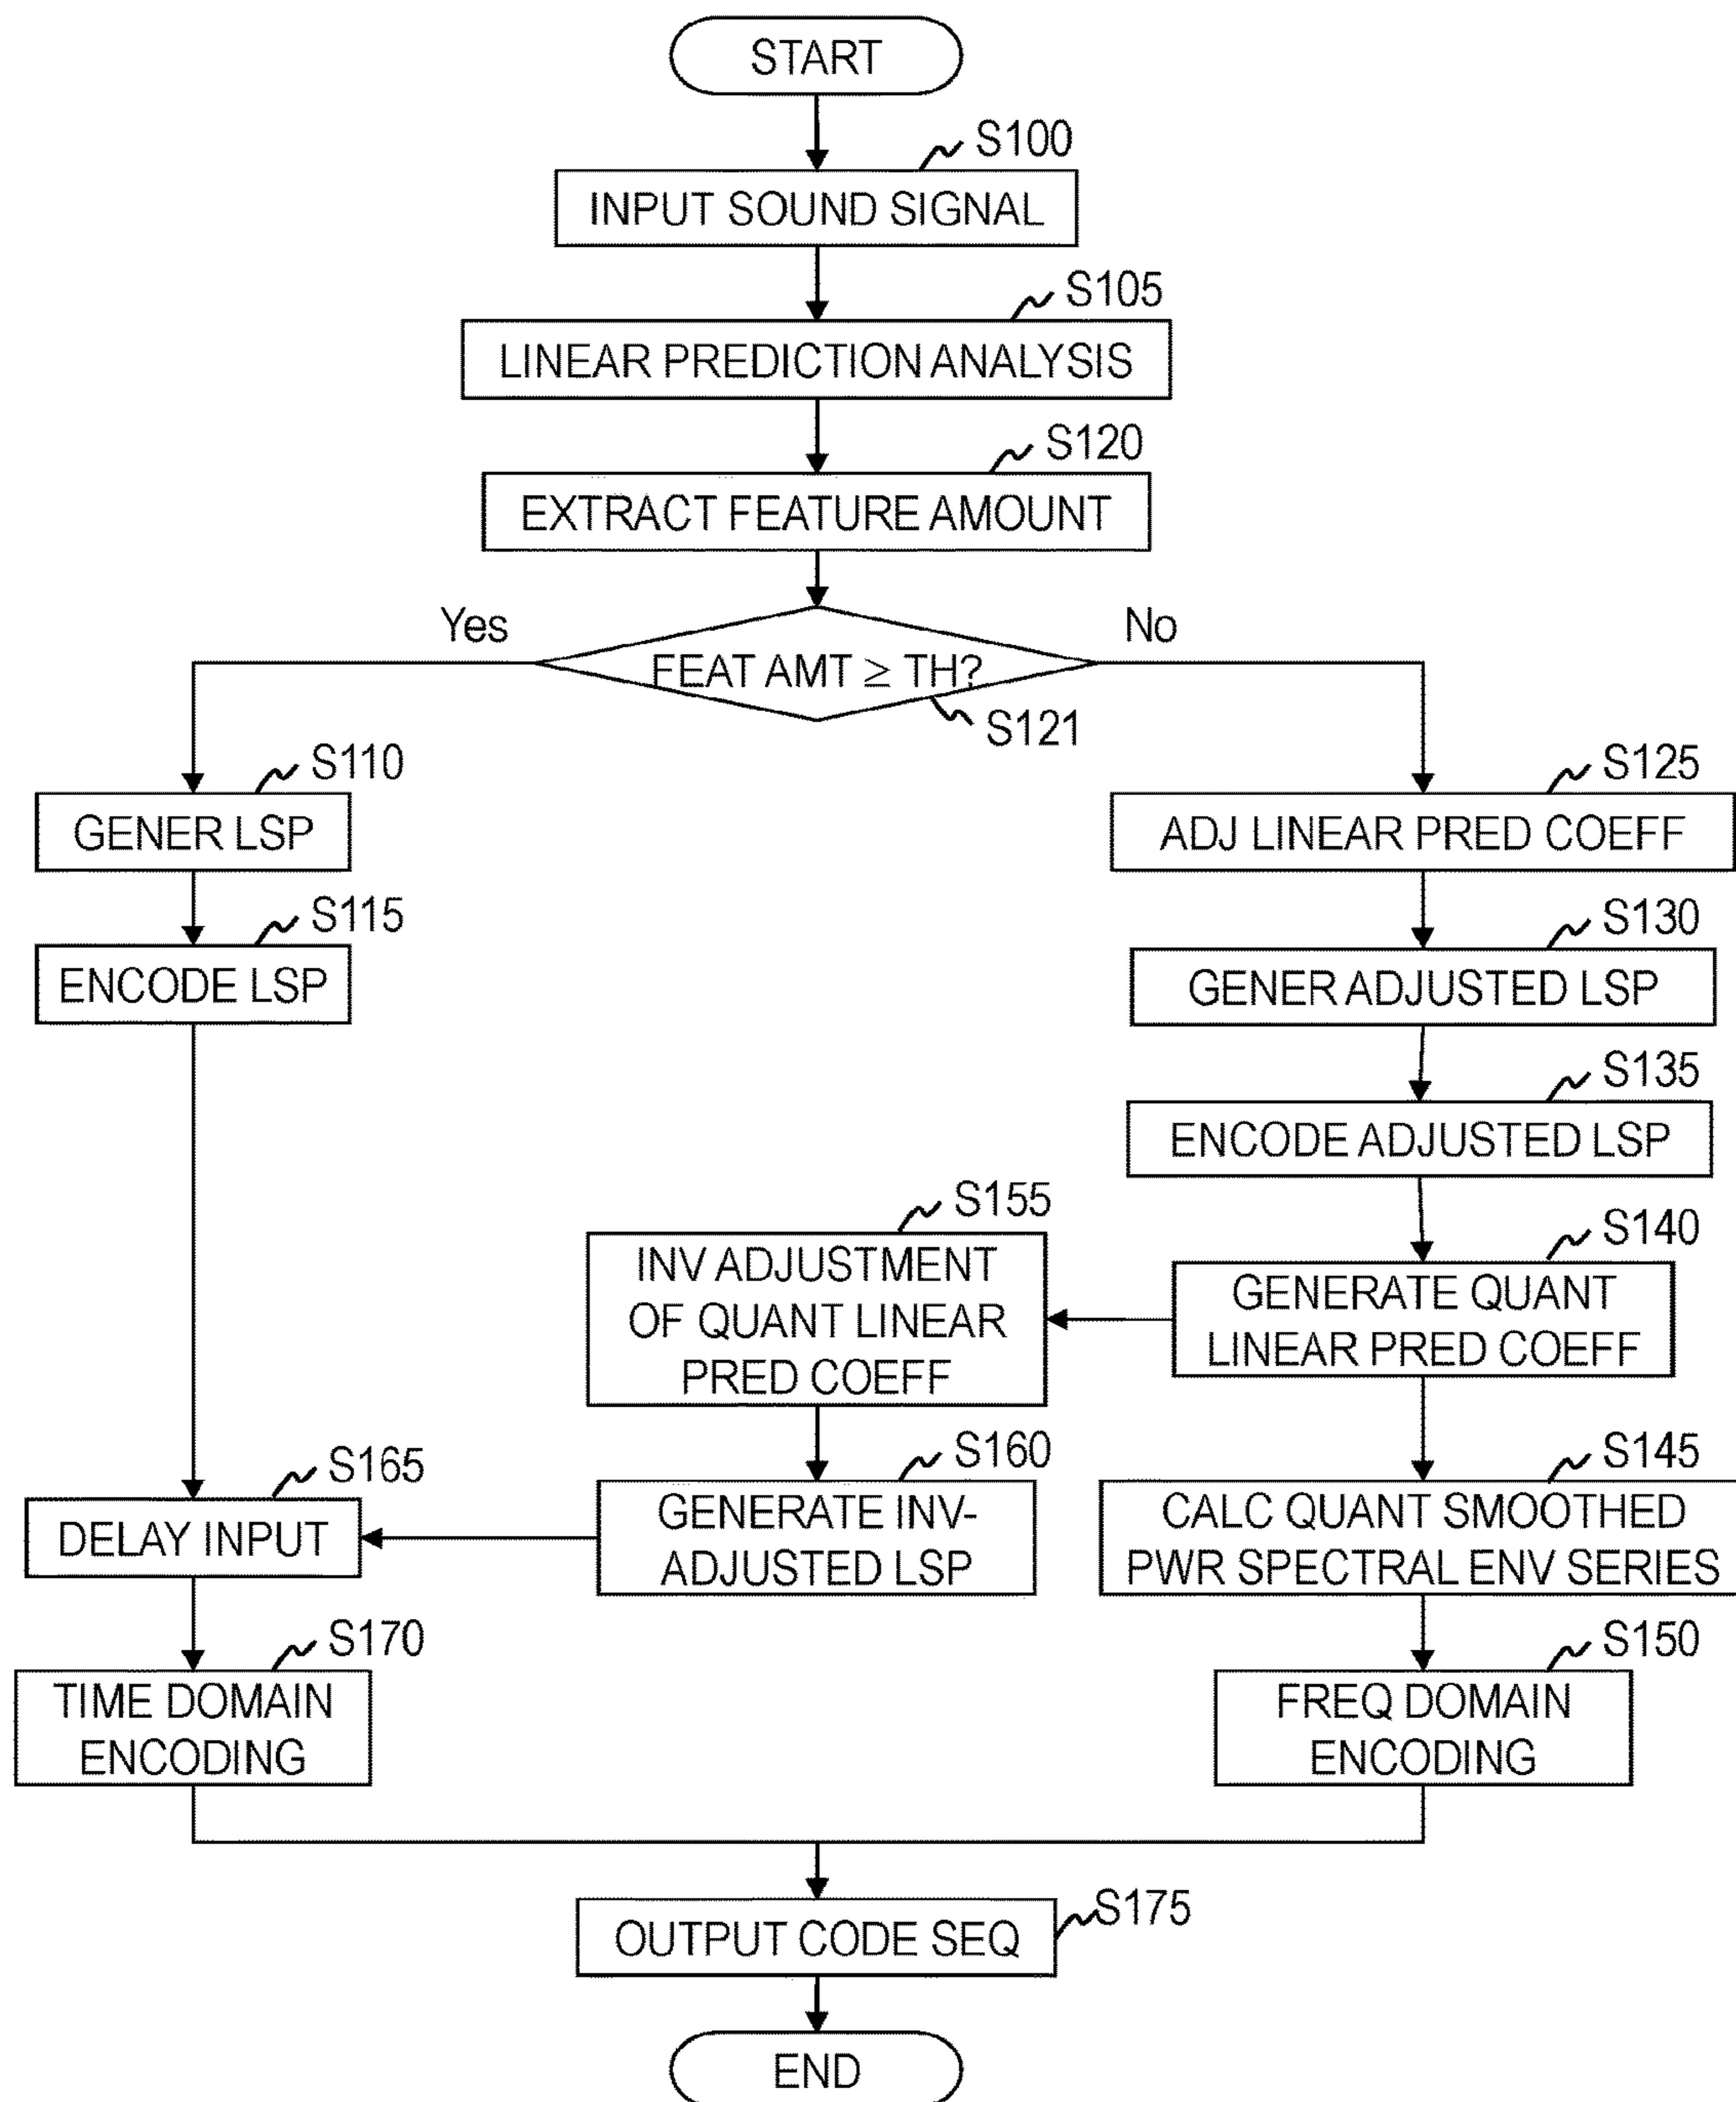 START
S100
INPUT SOUND SIGNAL
S105
LINEAR PREDICTION ANALYSIS
S120
EXTRACT FEATURE AMOUNT
Yes
No
FEAT AMT ≥ TH?
S121
S110
GENER LSP
S115
ENCODE LSP
S125
ADJ LINEAR PRED COEFF
S130
GENER ADJUSTED LSP
S135
ENCODE ADJUSTED LSP
S140
GENERATE QUANT
LINEAR PRED COEFF
S155
INV ADJUSTMENT
OF QUANT LINEAR
PRED COEFF
S160
GENERATE INV-
ADJUSTED LSP
S145
CALC QUANT SMOOTHED
PWR SPECTRAL ENV SERIES
S165
DELAY INPUT
S170
TIME DOMAIN
ENCODING
S150
FREQ DOMAIN
ENCODING
S175
OUTPUT CODE SEQ
END